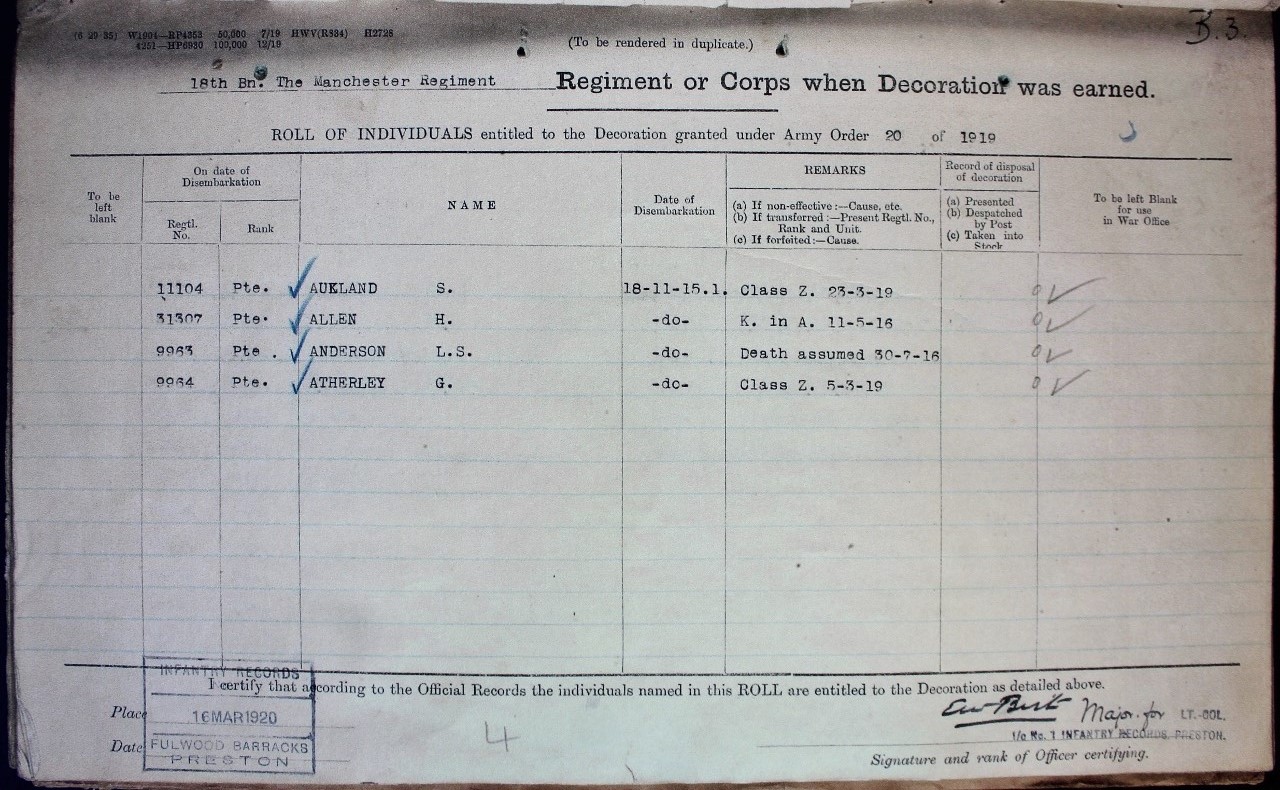 (6 29 35) W1904—RP4353 50,000 7/19 HWV(R834) H2728
4251—HP6930 100,000 12/19
B.3.
(To be rendered in duplicate.)
18th Bn. The Manchester Regiment Regiment or Corps when Decoration was earned.
ROLL OF INDIVIDUALS entitled to the Decoration granted under Army Order 20 of 1919
To be left blank
On date of Disembarkation
Regtl. No.
Rank
NAME
Date of Disembarkation
REMARKS
(a) If non-effective :—Cause, etc.
(b) If transferred :—Present Regtl. No., Rank and Unit.
(c) If forfeited :—Cause.
Record of disposal of decoration
(a) Presented
(b) Despatched by Post
(c) Taken into Stock
To be left Blank for use in War Office
11104 Pte. AUKLAND S. 18-11-15.1. Class Z. 23-3-19
31307 Pte. ALLEN H. -do- K. in A. 11-5-16
9963 Pte . ANDERSON L.S. -do- Death assumed 30-7-16
9964 Pte. ATHERLEY G. -do- Class Z. 5-3-19
INFANTRY RECORDS
I certify that according to the Official Records the individuals named in this ROLL are entitled to the Decoration as detailed above.
Place
16 MAR 1920
Major. for LT.-COL.
I/c No. 1 INFANTRY RECORDS, PRESTON.
Date
FULWOOD BARRACKS
PRESTON
4
Signature and rank of Officer certifying.